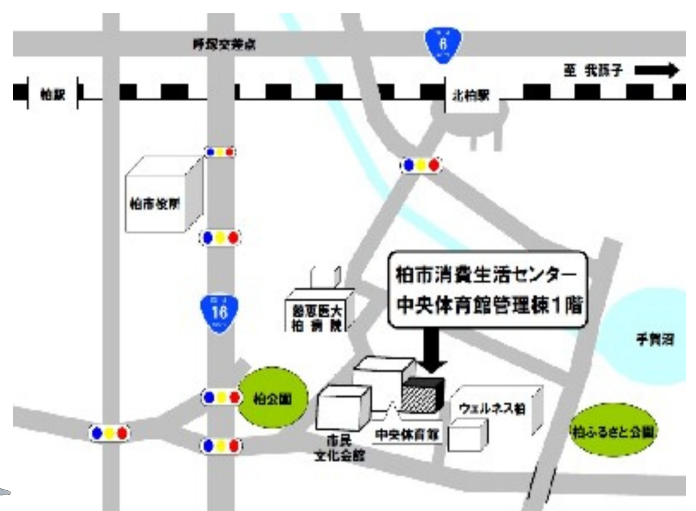 呼塚交差点
6
至 我孫子
柏駅
北柏駅
柏市役所
柏市消費生活センター
中央体育館管理棟1階
16
慈恵医大
柏病院
手賀沼
柏公園
ウェルネス柏
柏ふるさと公園
中央体育館
市民
文化会館